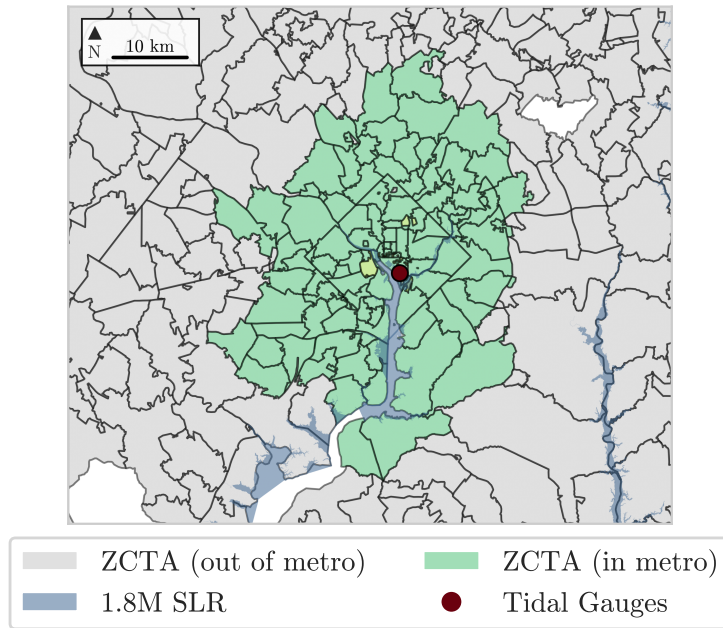 N
10 km
ZCTA (out of metro)
ZCTA (in metro)
1.8M SLR
Tidal Gauges